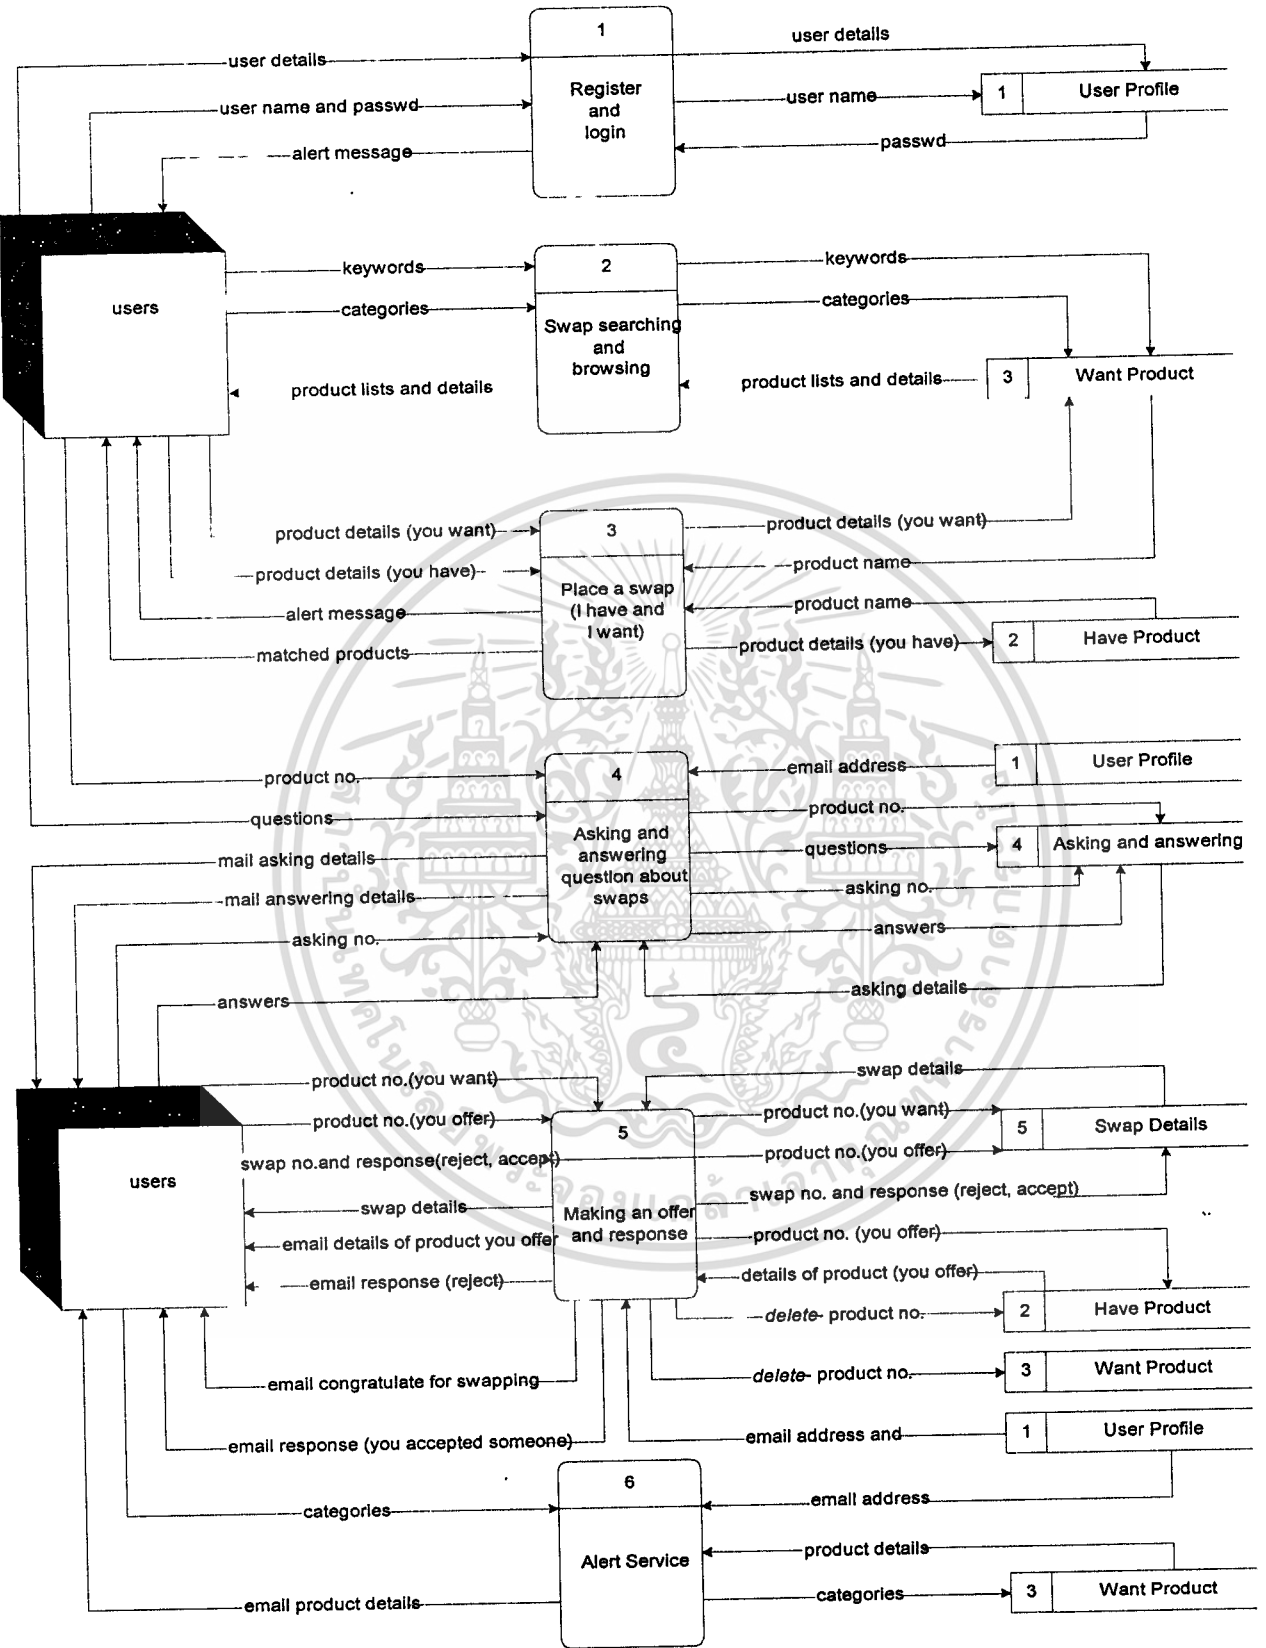 1
user details
user details
Register
and
login
user name and passwd
user name
1
User Profile
alert message
passwd
users
keywords
2
keywords
categories
categories
Swap searching
and
browsing
product lists and details
product lists and details
3
Want Product
product details (you want)
3
product details (you want)
product details (you have)
Place a swap
(I have and
I want)
product name
alert message
product name
matched products
product details (you have)
2
Have Product
product no.
4
email address
1
User Profile
questions
product no.
mail asking details
Asking and
answering
question about
swaps
questions
4
Asking and answering
mail answering details
asking no.
asking no.
answers
answers
asking details
product no.(you want)
swap details
product no.(you offer)
5
product no.(you want)
5
Swap Details
swap no.and response(reject, accept)
product no.(you offer)
users
swap details
Making an offer
and response
swap no. and response (reject, accept)
email details of product you offer
product no. (you offer)
email response (reject)
details of product (you offer)
delete- product no.
2
Have Product
email congratulate for swapping
delete- product no.
3
Want Product
email response (you accepted someone)
email address and
1
User Profile
6
categories
email address
Alert Service
product details
email product details
categories
3
Want Product